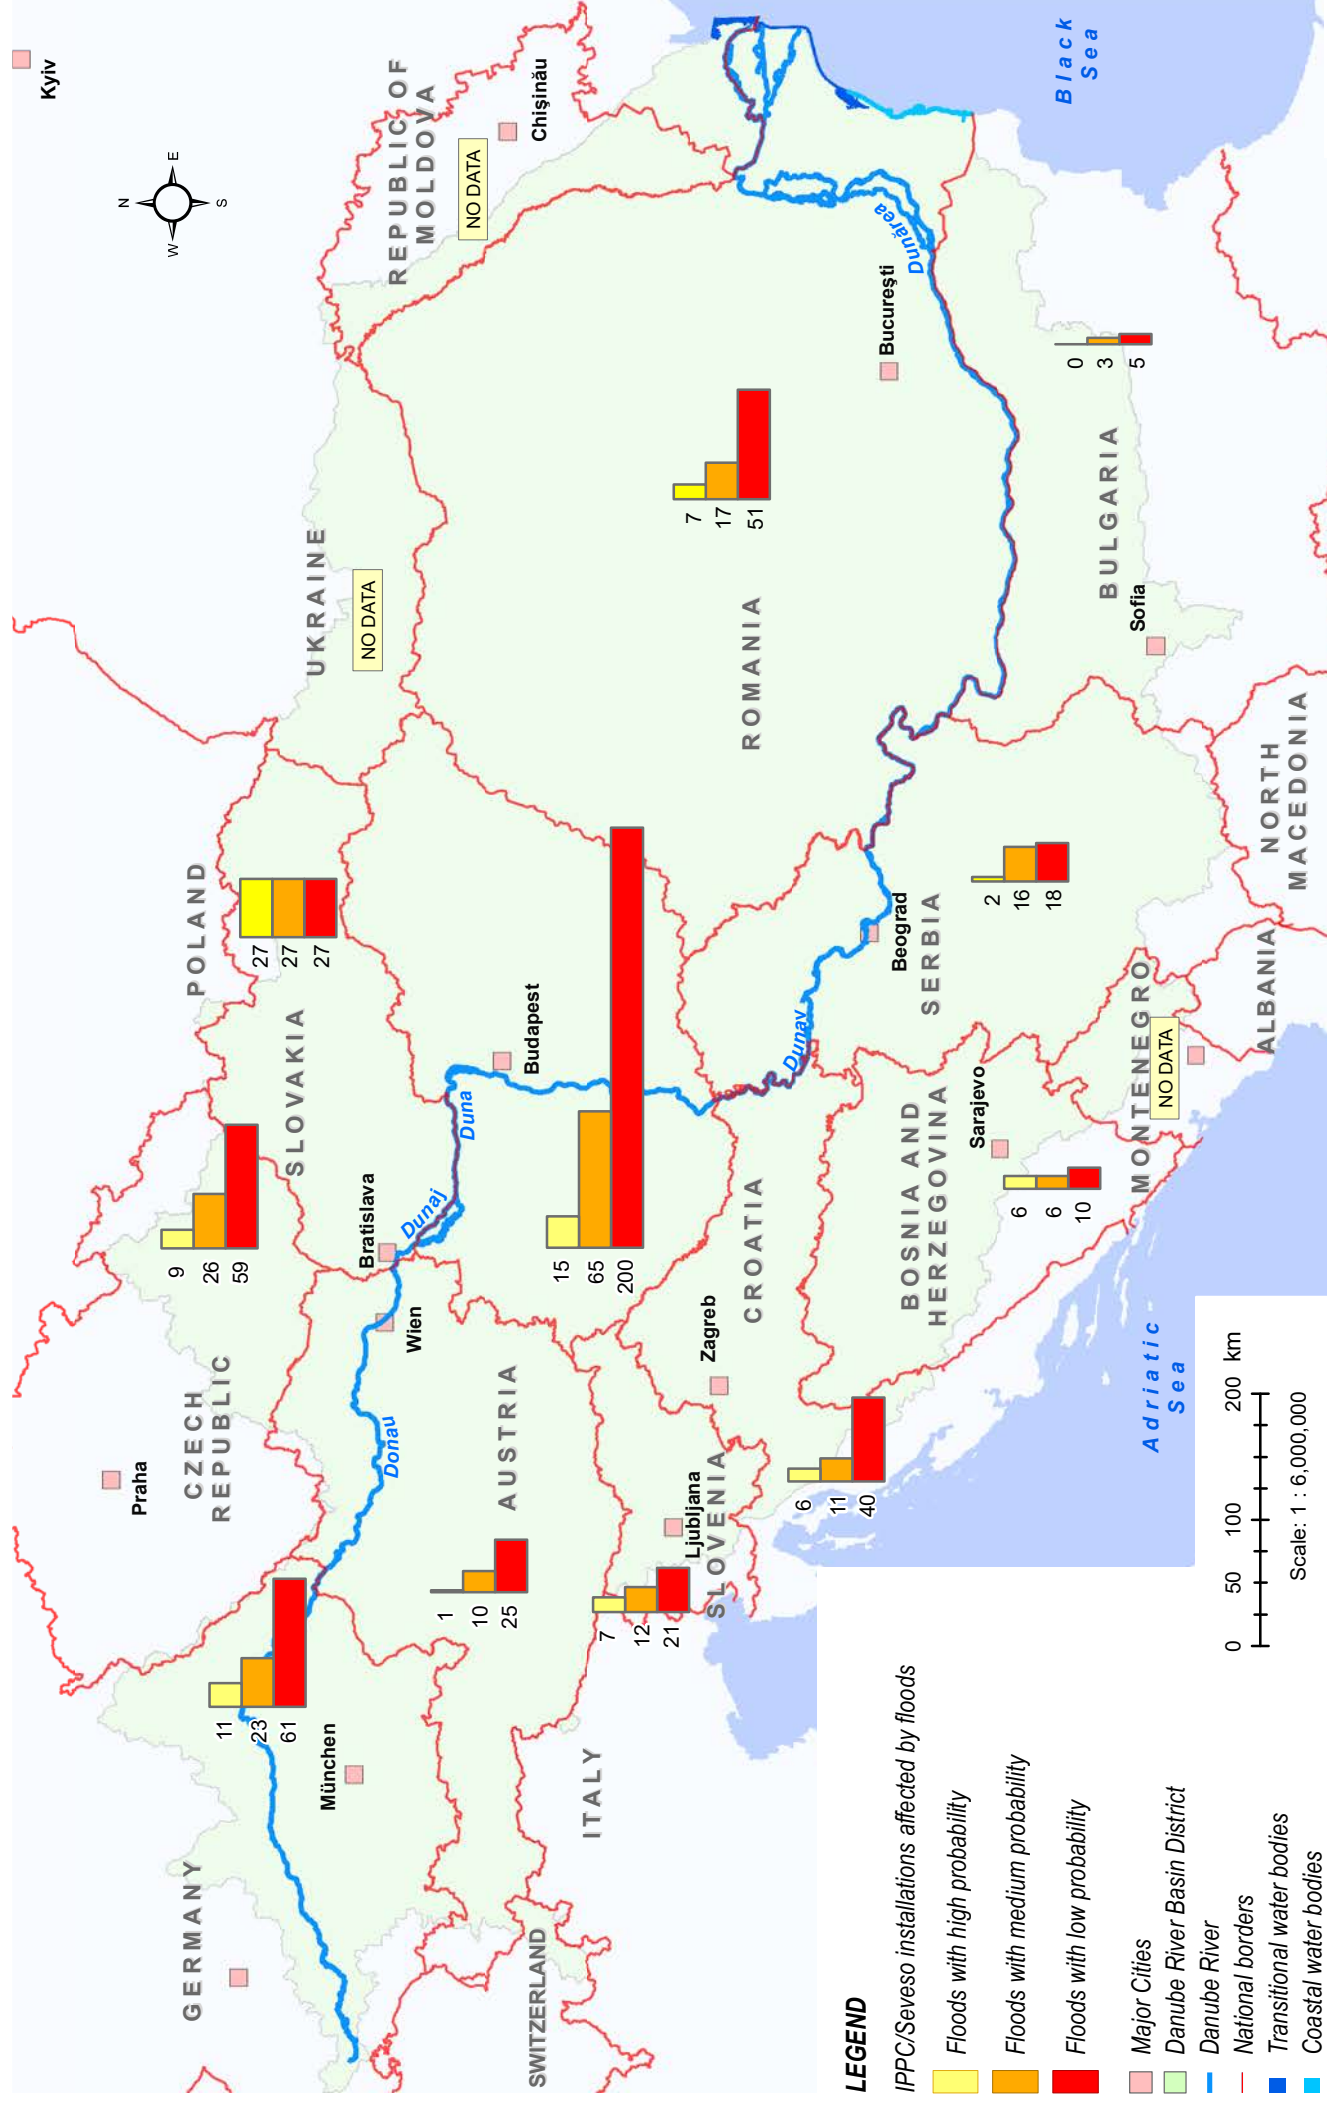 Kyiv
N
W
E
S
REPUBLIC OF
MOLDOVA
NO DATA
Chişinău
Black
Sea
UKRAINE
NO DATA
POLAND
27
27
27
SLOVAKIA
9
26
59
Praha
CZECH
REPUBLIC
Bratislava
Dunaj
Duna
Budapest
Wien
Donau
15
65
200
GERMANY
11
23
61
München
AUSTRIA
1
10
25
SWITZERLAND
ITALY
7
12
21
Ljubljana
SLOVENIA
Zagreb
CROATIA
6
11
40
ROMANIA
7
17
51
Bucureşti
Dunărea
Dunav
Beograd
SERBIA
2
16
18
BOSNIA AND
HERZEGOVINA
Sarajevo
6
6
10
MONTENEGRO
NO DATA
ALBANIA
NORTH
MACEDONIA
BULGARIA
Sofia
0
3
5
Adriatic
Sea
LEGEND
IPPC/Seveso installations affected by floods
Floods with high probability
Floods with medium probability
Floods with low probability
Major Cities
Danube River Basin District
Danube River
National borders
Transitional water bodies
Coastal water bodies
0 50 100 200 km
Scale: 1 : 6,000,000